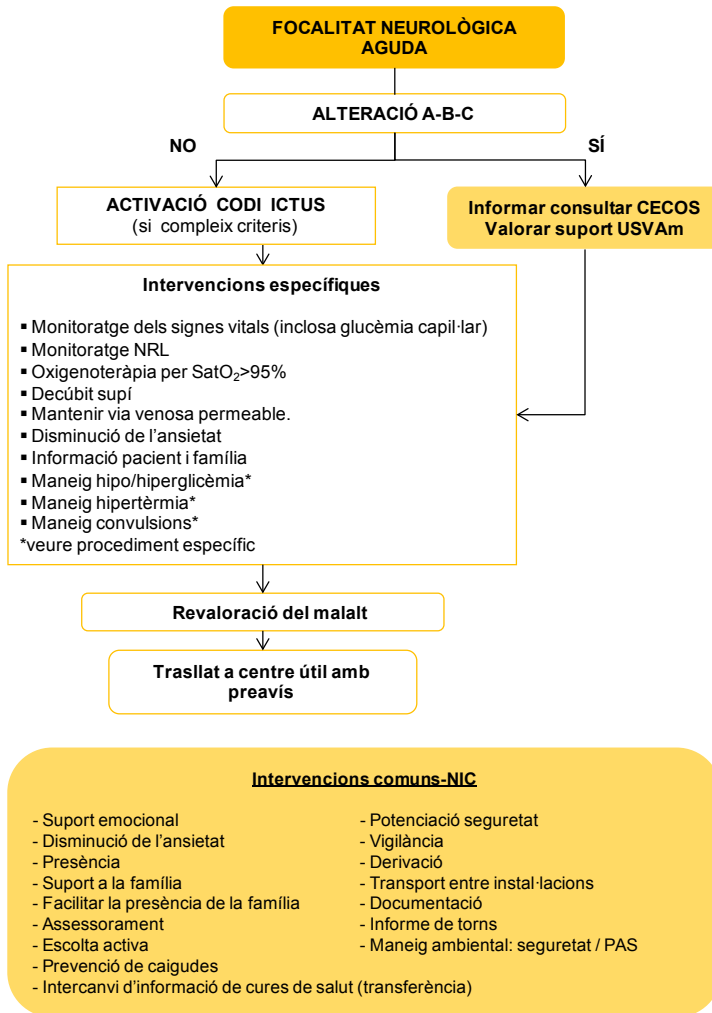 FOCALITAT NEUROLÒGICA
AGUDA
ALTERACIÓ A-B-C
NO
SÍ
ACTIVACIÓ CODI ICTUS
(si compleix criteris)
Informar consultar CECOS
Valorar suport USVAm
Intervencions específiques
▪ Monitoratge dels signes vitals (inclosa glucèmia capil·lar)
▪ Monitoratge NRL
▪ Oxigenoteràpia per SatO₂>95%
▪ Decúbit supí
▪ Mantenir via venosa permeable.
▪ Disminució de l’ansietat
▪ Informació pacient i família
▪ Maneig hipo/hiperglicèmia*
▪ Maneig hipertèrmia*
▪ Maneig convulsions*
*veure procediment específic
Revaloració del malalt
Trasllat a centre útil amb
preavís
Intervencions comuns-NIC
- Suport emocional
- Disminució de l’ansietat
- Presència
- Suport a la família
- Facilitar la presència de la família
- Assessorament
- Escolta activa
- Prevenció de caigudes
- Intercanvi d’informació de cures de salut (transferència)
- Potenciació seguretat
- Vigilància
- Derivació
- Transport entre instal·lacions
- Documentació
- Informe de torns
- Maneig ambiental: seguretat / PAS